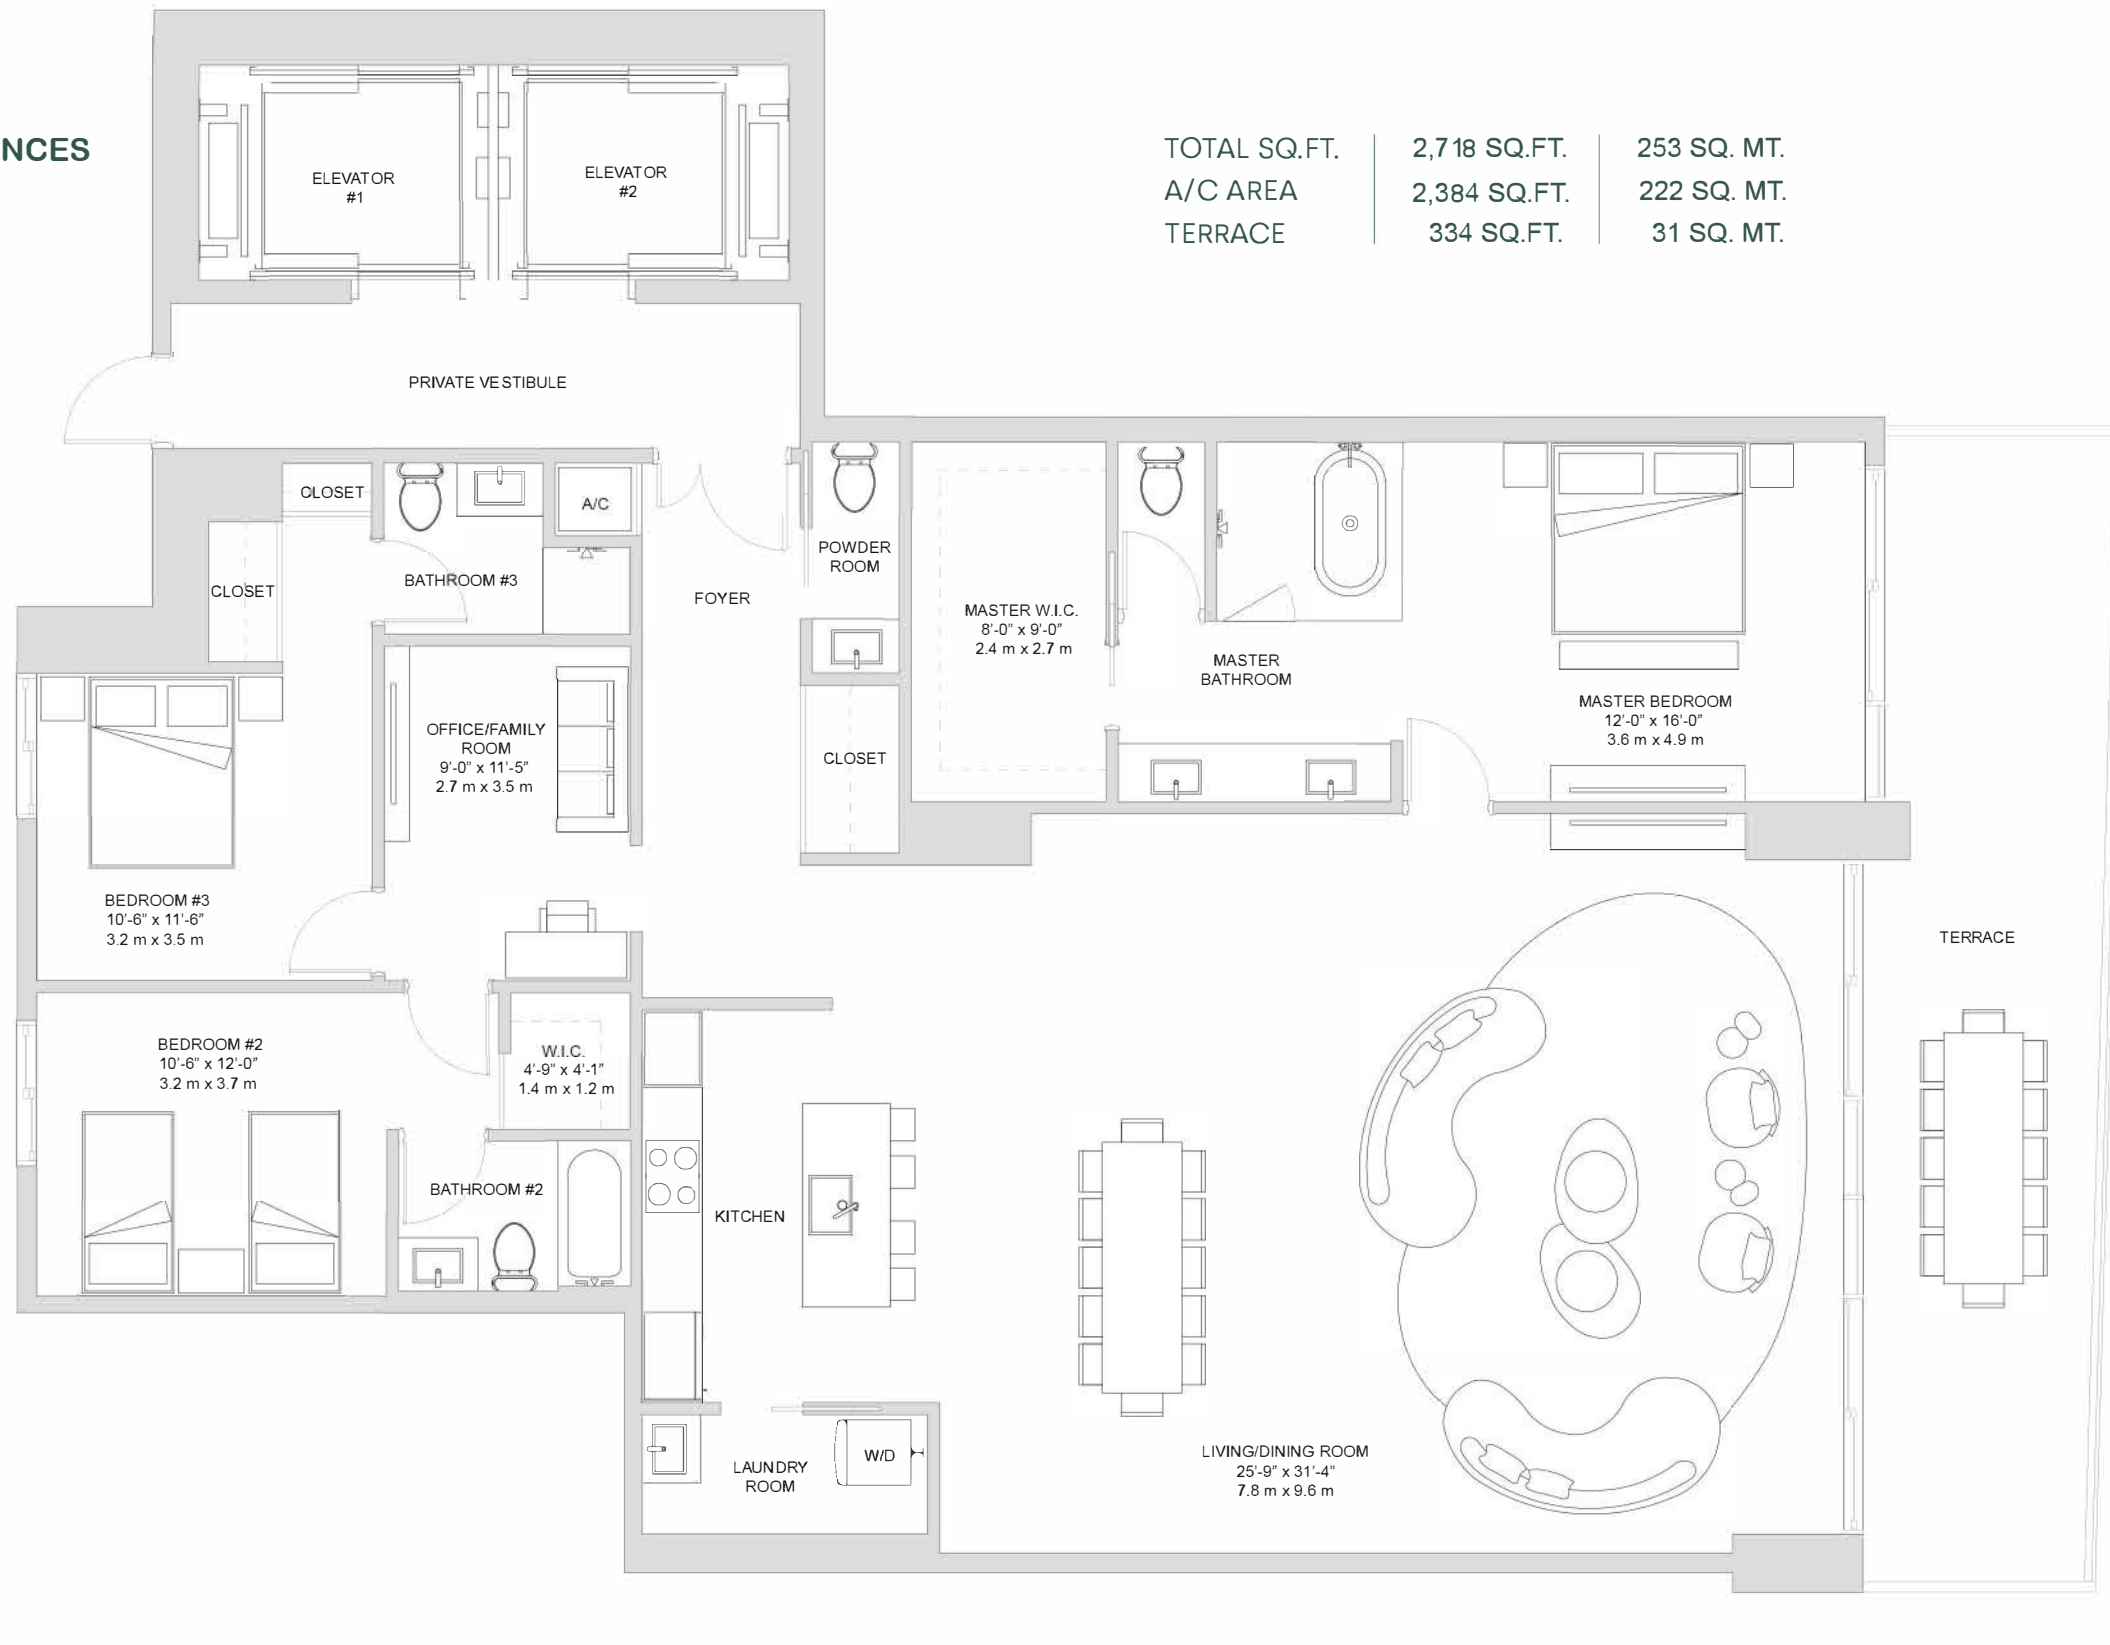 NCES
TOTAL SQ.FT. 2,718 SQ.FT. 253 SQ. MT.
A/C AREA 2,384 SQ.FT. 222 SQ. MT.
TERRACE 334 SQ.FT. 31 SQ. MT.
ELEVATOR
#1
ELEVATOR
#2
PRIVATE VESTIBULE
CLOSET
A/C
CLOSET
BATHROOM #3
FOYER
POWDER
ROOM
MASTER W.I.C.
8'-0" x 9'-0"
2.4 m x 2.7 m
MASTER
BATHROOM
MASTER BEDROOM
12'-0" x 16'-0"
3.6 m x 4.9 m
OFFICE/FAMILY
ROOM
9'-0" x 11'-5"
2.7 m x 3.5 m
CLOSET
BEDROOM #3
10'-6" x 11'-6"
3.2 m x 3.5 m
TERRACE
BEDROOM #2
10'-6" x 12'-0"
3.2 m x 3.7 m
W.I.C.
4'-9" x 4'-1"
1.4 m x 1.2 m
BATHROOM #2
KITCHEN
LAUNDRY
ROOM
W/D
LIVING/DINING ROOM
25'-9" x 31'-4"
7.8 m x 9.6 m